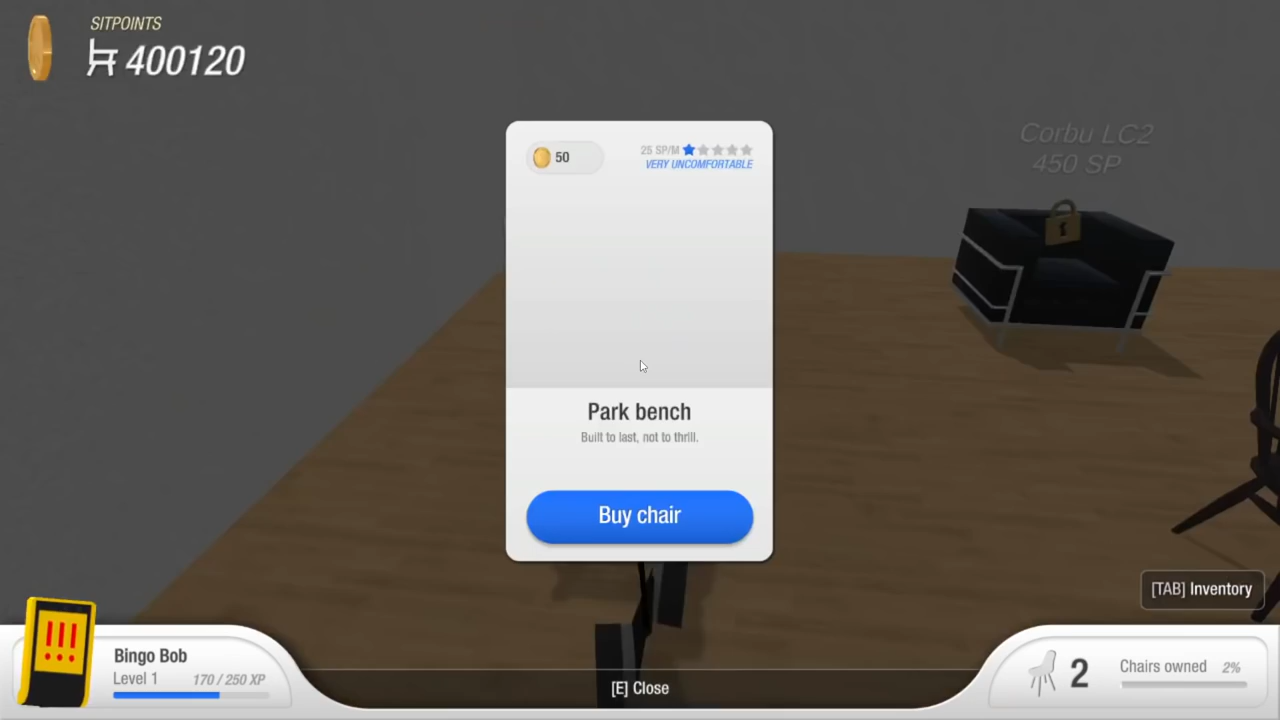 SITPOINTS
400120
Corbu LC2
450 SP
50
25 SP/M
VERY UNCOMFORTABLE
Park bench
Built to last, not to thrill.
Buy chair
[TAB] Inventory
!!!
Bingo Bob
Level 1
170 / 250 XP
[E] Close
2
Chairs owned
2%